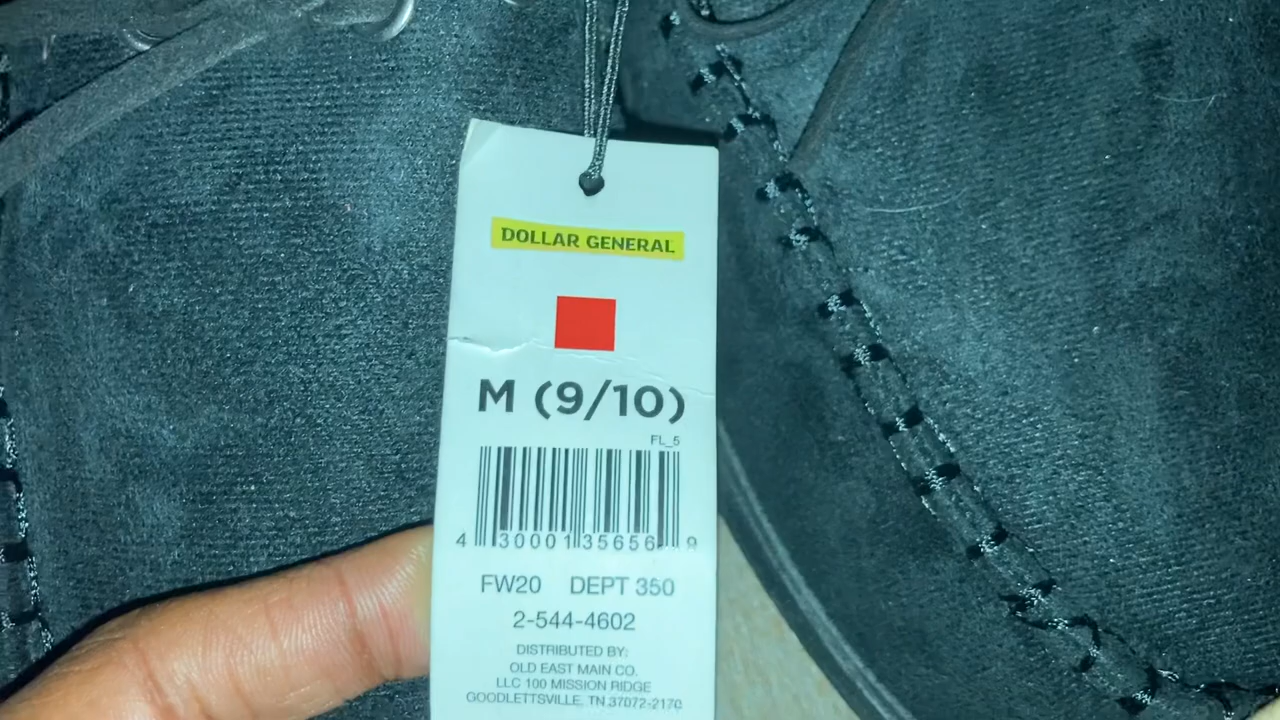 DOLLAR GENERAL
M (9/10)
FL_5
4 30001 35656 9
FW20 DEPT 350
2-544-4602
DISTRIBUTED BY:
OLD EAST MAIN CO.
LLC 100 MISSION RIDGE
GOODLETTSVILLE, TN 37072-2170